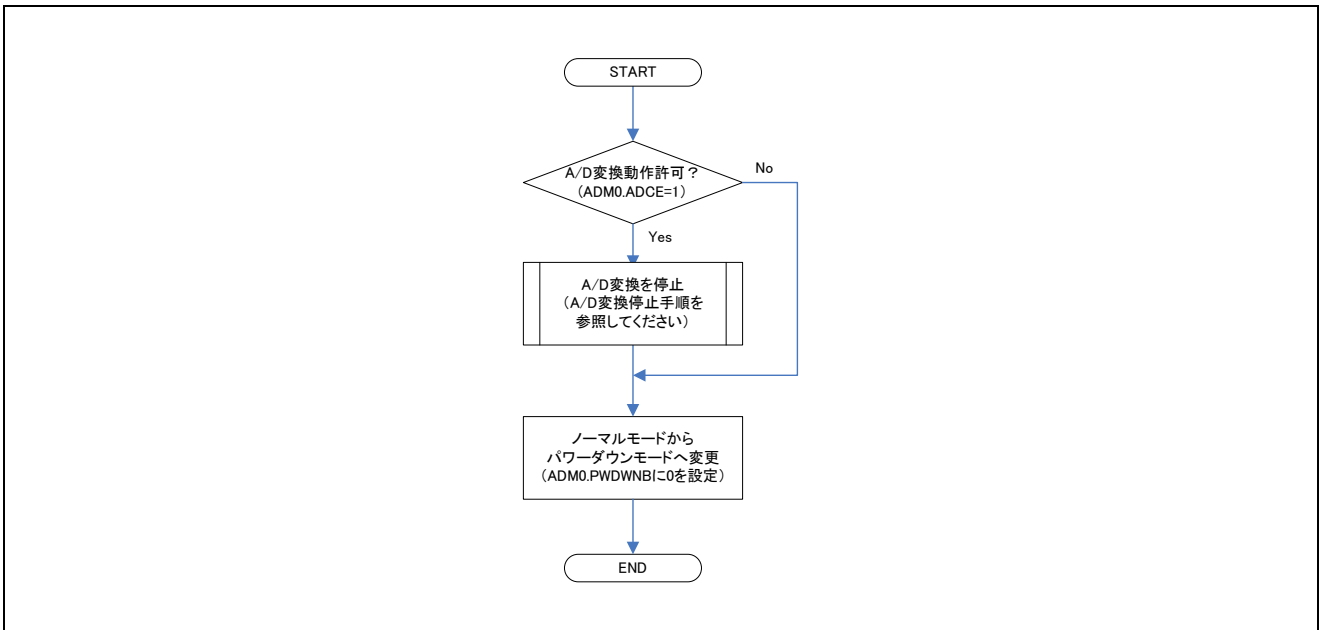 START
A/D変換動作許可？
(ADM0.ADCE=1)
No
Yes
A/D変換を停止
(A/D変換停止手順を
参照してください)
ノーマルモードから
パワーダウンモードへ変更
(ADM0.PWDWNBに0を設定)
END